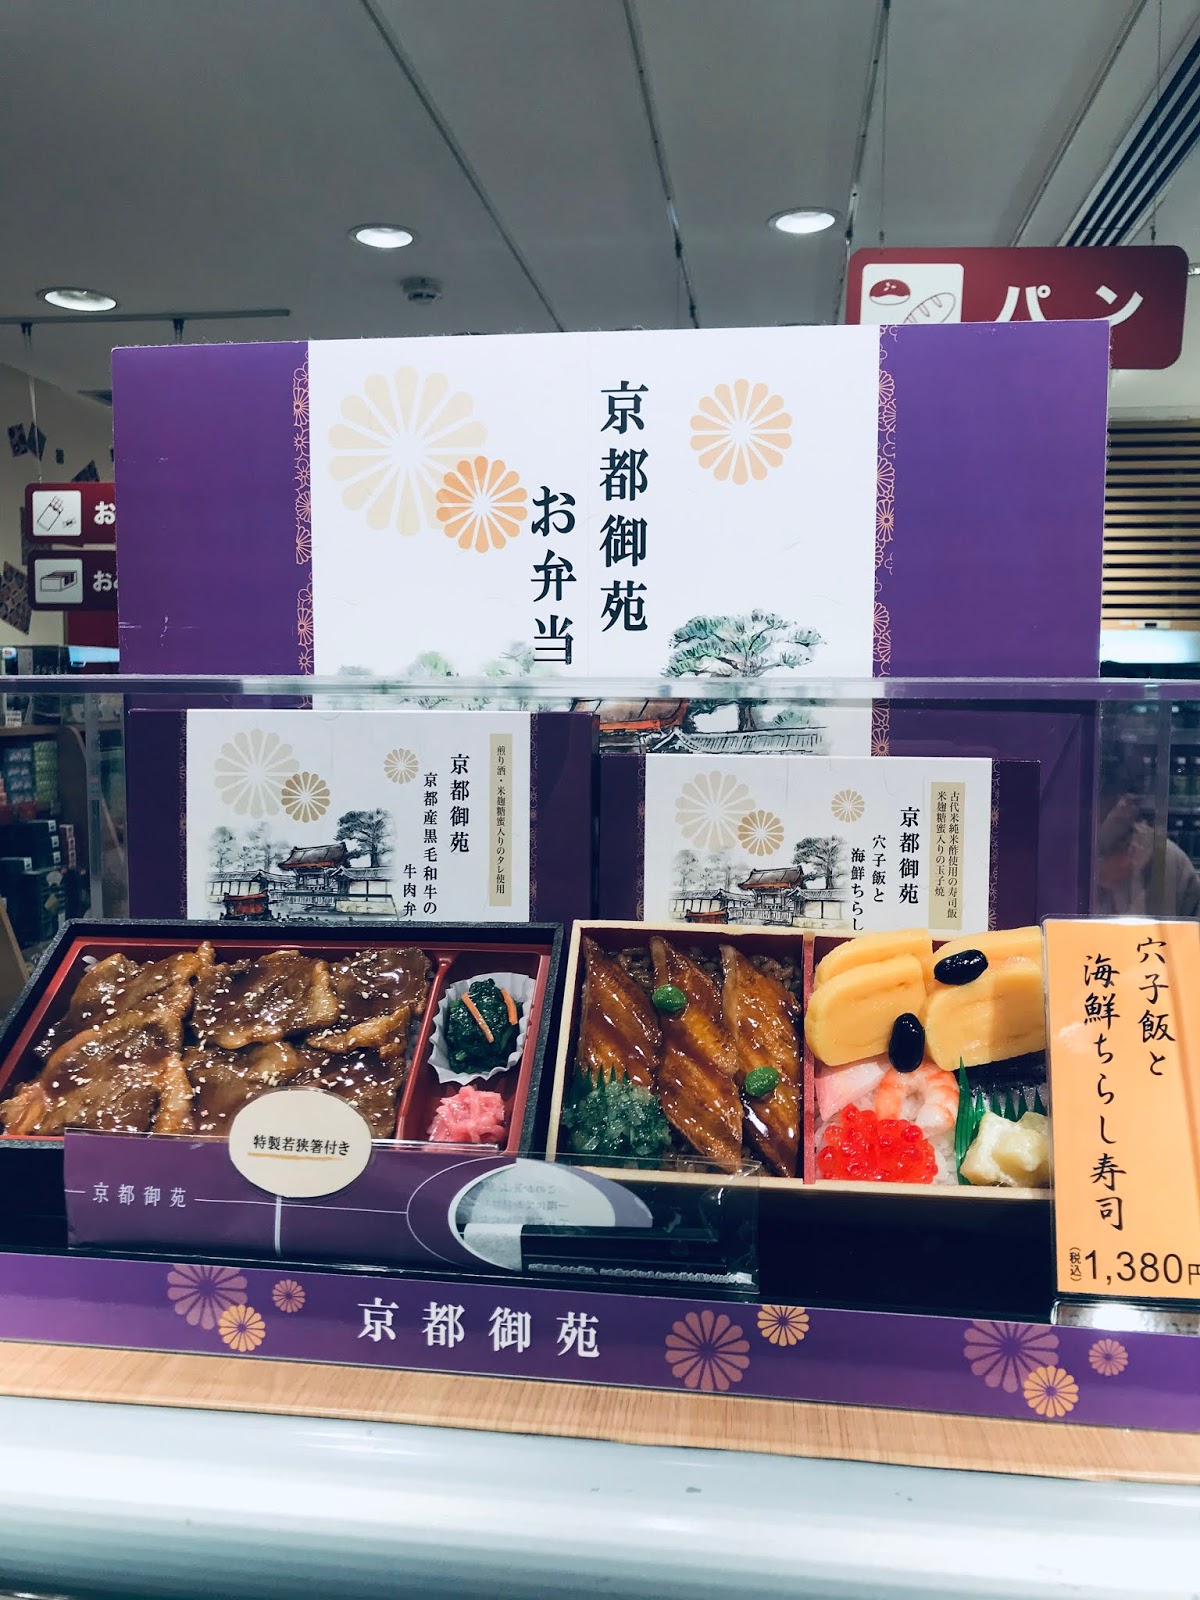 パン
京都御苑
お弁当
お
お
煎り酒・米麹糖蜜入りのタレ使用
京都御苑
京都産黒毛和牛の
牛肉弁
古代米純米酢使用の寿司飯
米麹糖蜜入りの玉子焼
京都御苑
穴子飯と
海鮮ちらし
穴子飯と
海鮮ちらし寿司
(税込)1,380円
特製若狭箸付き
京都御苑
京都御苑